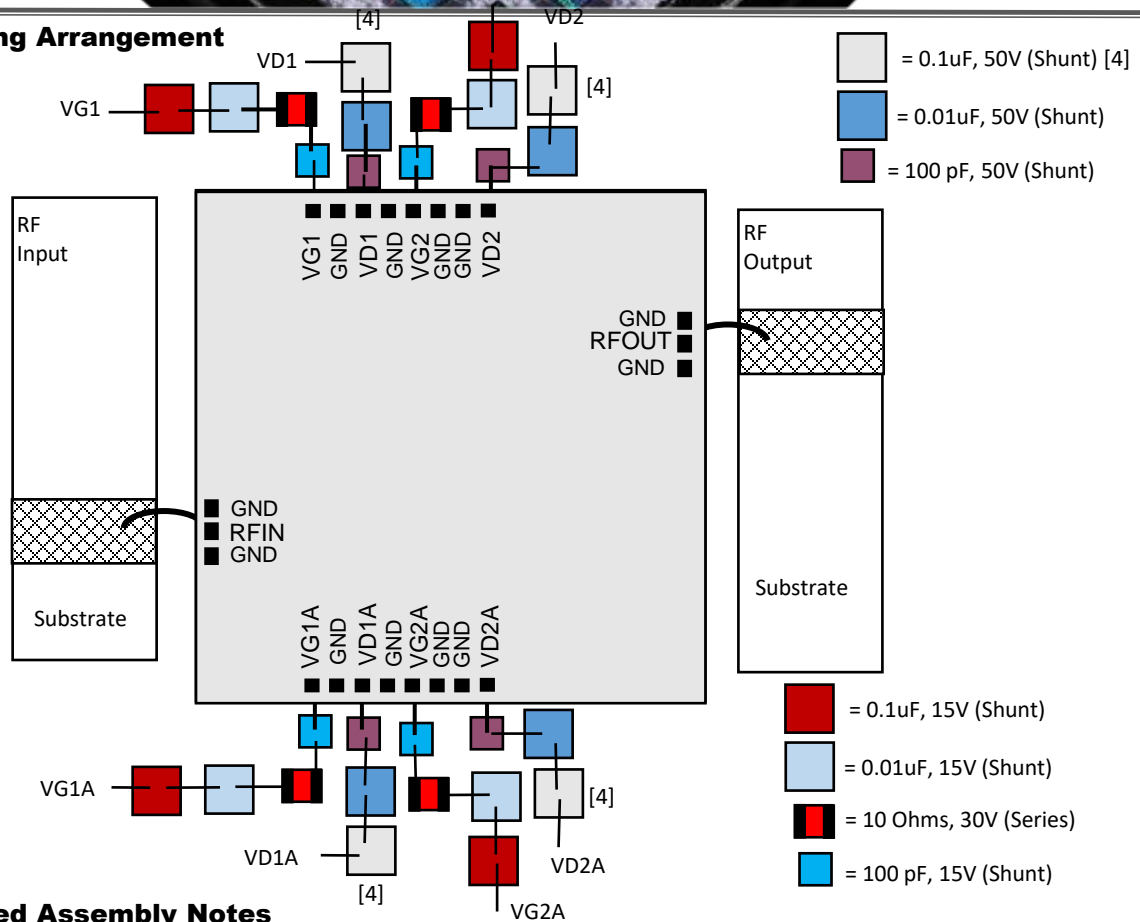 ng Arrangement
[4]
VD2
VD1
[4]
VG1
= 0.1uF, 50V (Shunt) [4]
= 0.01uF, 50V (Shunt)
= 100 pF, 50V (Shunt)
RF
Input
VG1
GND
VD1
GND
VG2
GND
GND
VD2
RF
Output
GND
RFOUT
GND
GND
RFIN
GND
Substrate
Substrate
VG1A
GND
VD1A
GND
VG2A
GND
GND
VD2A
= 0.1uF, 15V (Shunt)
= 0.01uF, 15V (Shunt)
= 10 Ohms, 30V (Series)
= 100 pF, 15V (Shunt)
VG1A
[4]
VD1A
VD2A
[4]
VG2A
ed Assembly Notes